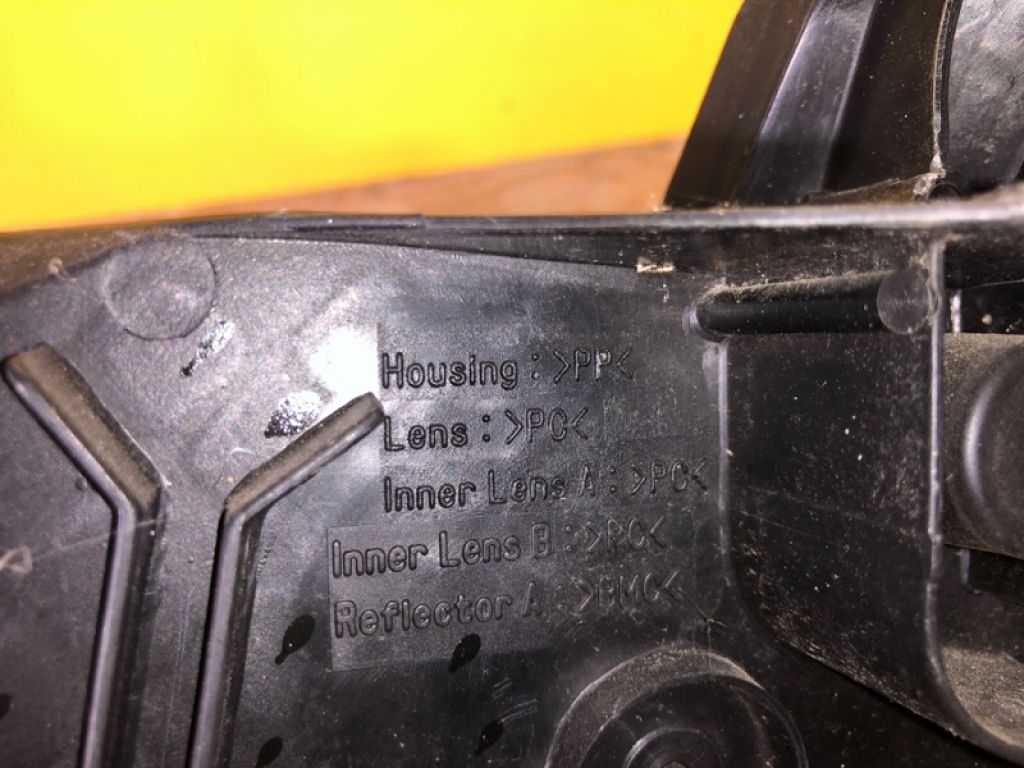 Housing : >PP<
Lens : >PC<
Inner Lens A : >PC<
Inner Lens B : >PC<
Reflector A : >BMC<